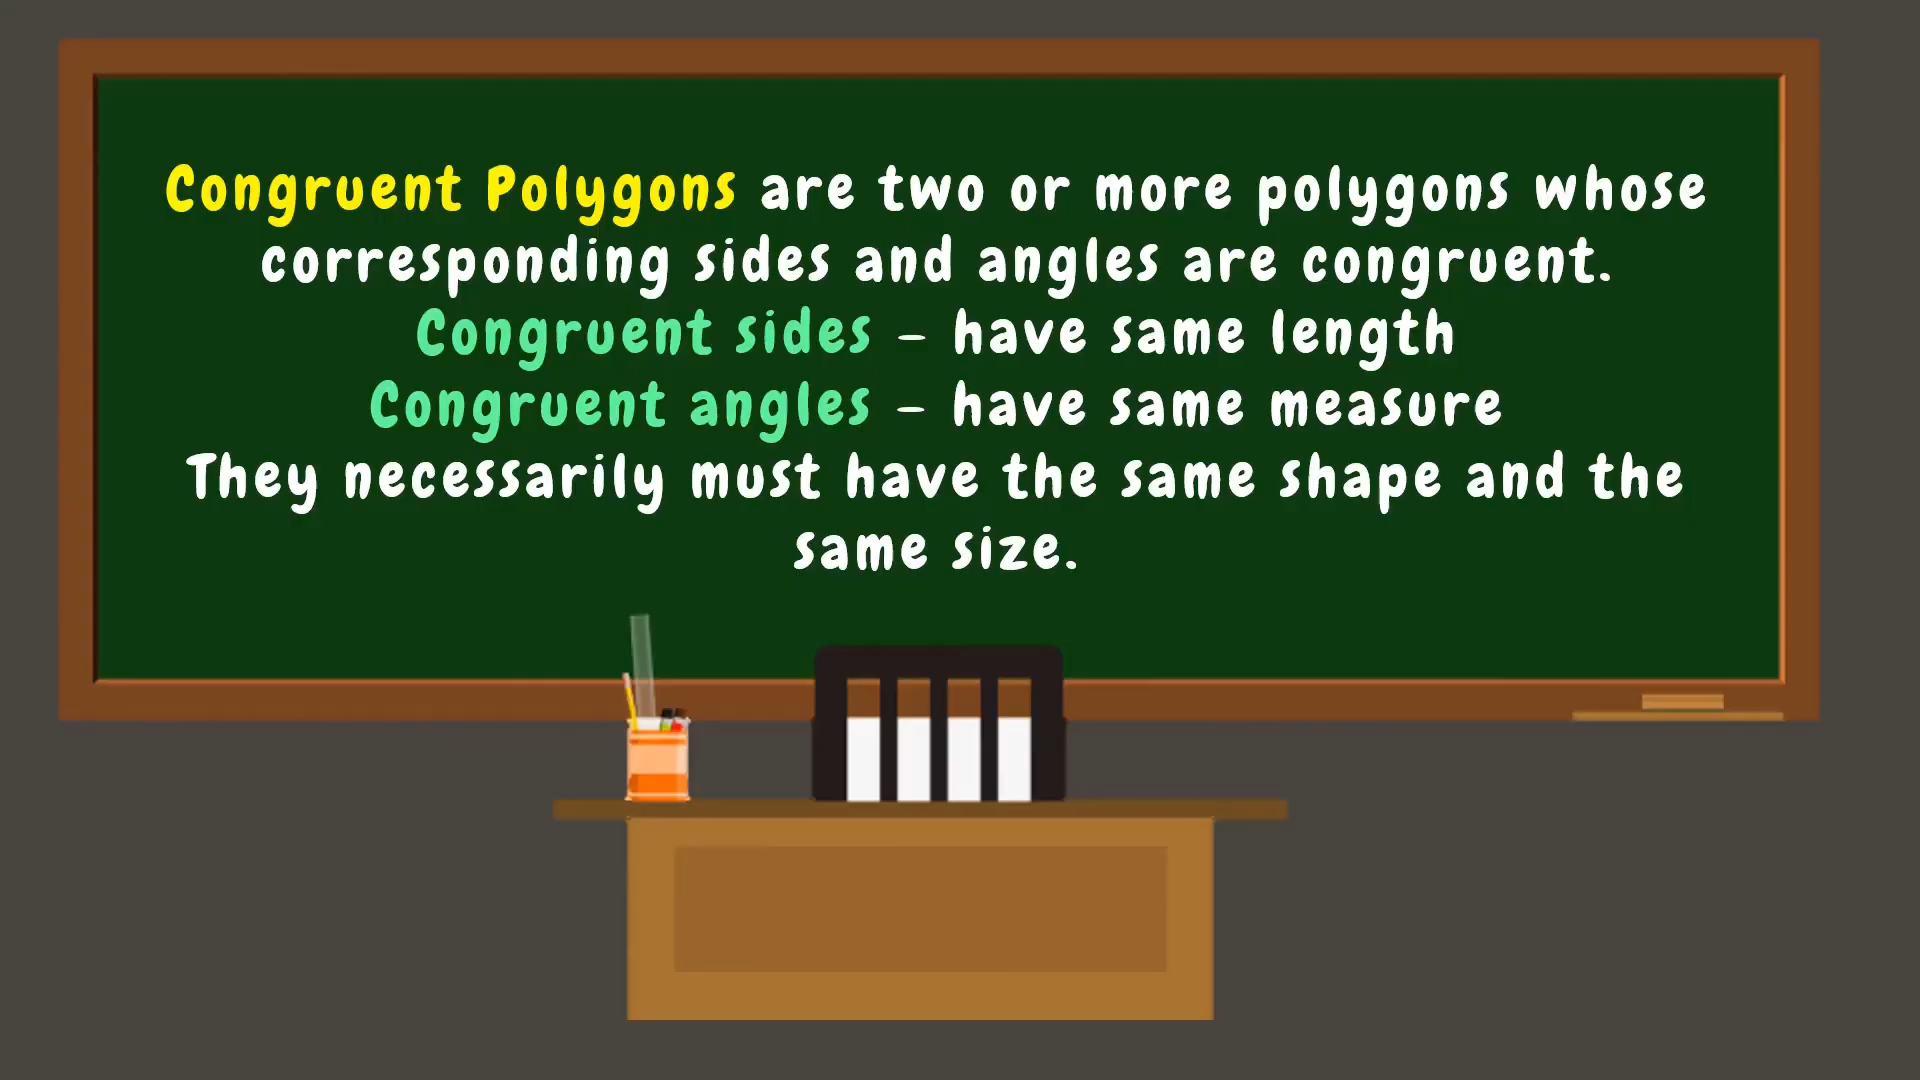 Congruent Polygons are two or more polygons whose
corresponding sides and angles are congruent.
Congruent sides - have same length
Congruent angles - have same measure
They necessarily must have the same shape and the
same size.